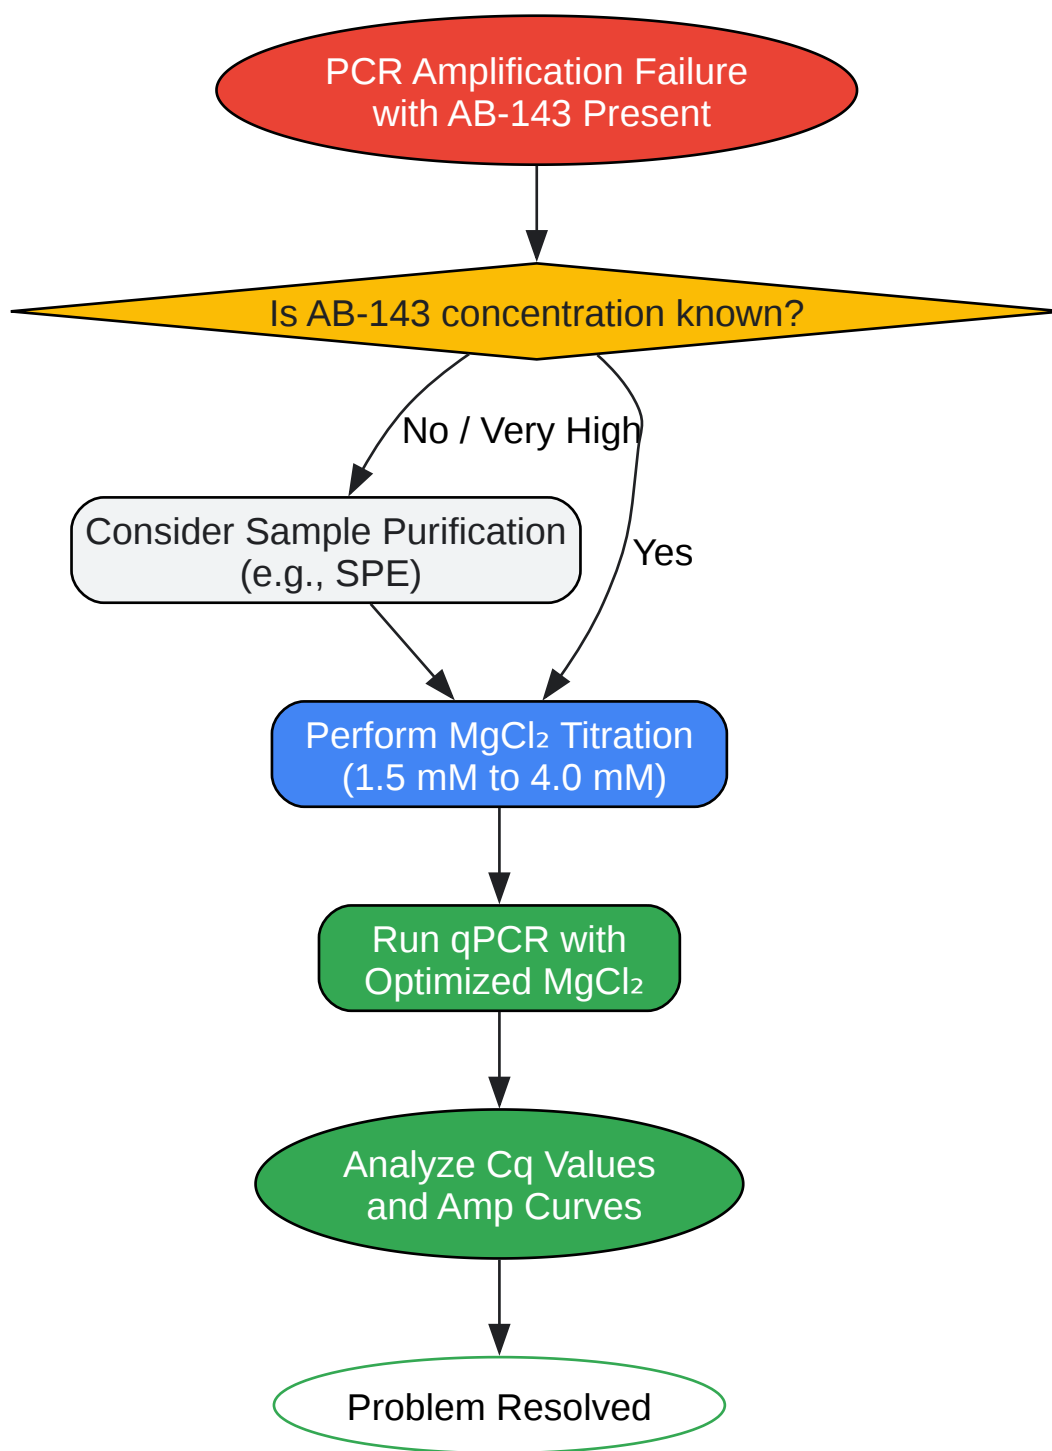 PCR Amplification Failure
with AB-143 Present
Is AB-143 concentration known?
No / Very High
Consider Sample Purification
(e.g., SPE)
Yes
Perform MgCl₂ Titration
(1.5 mM to 4.0 mM)
Run qPCR with
Optimized MgCl₂
Analyze Cq Values
and Amp Curves
Problem Resolved